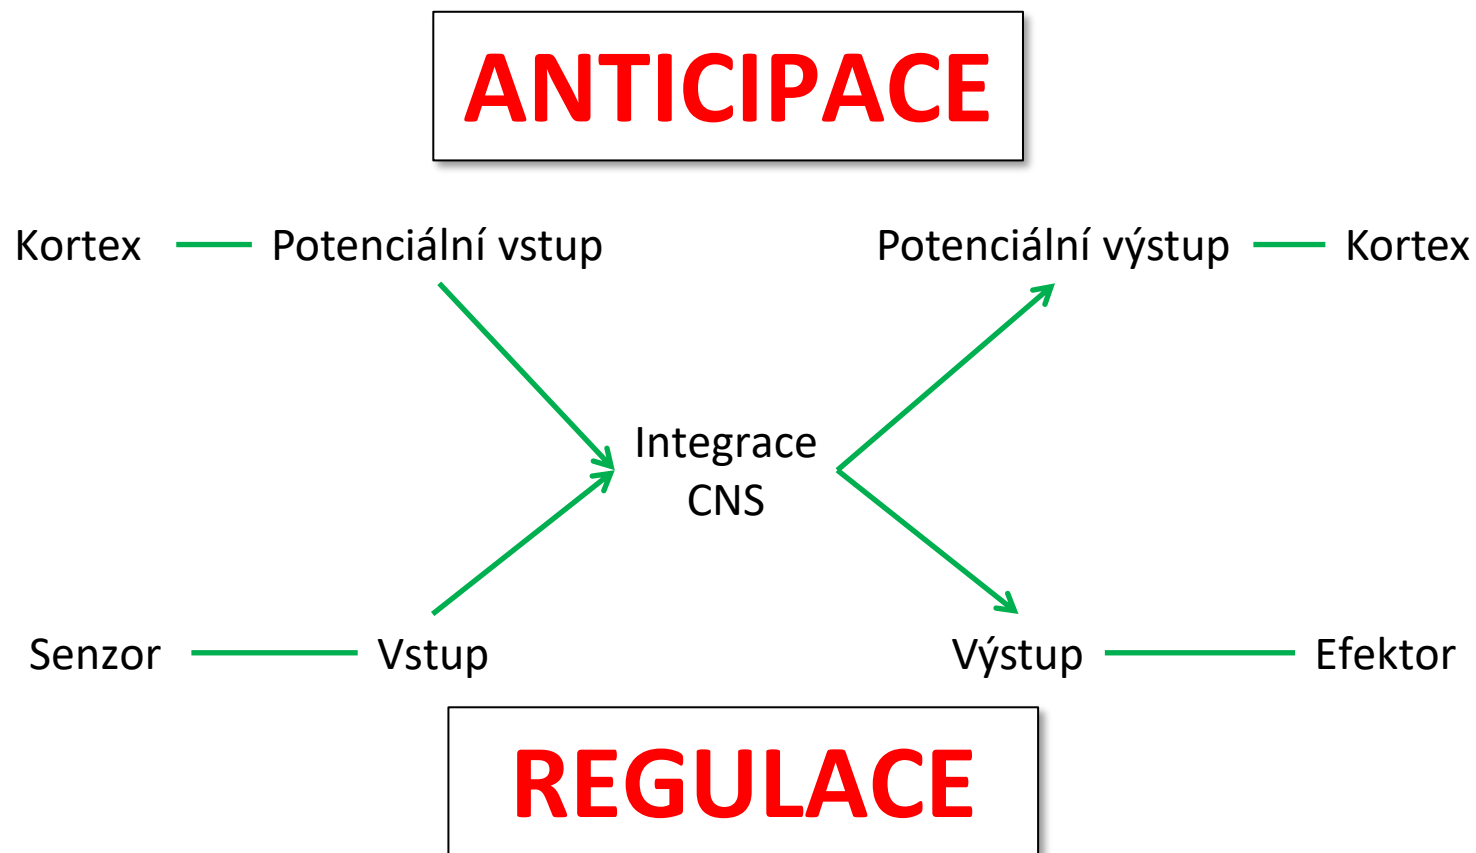 ANTICIPACE
Kortex Potenciální vstup Potenciální výstup Kortex
Integrace
CNS
Senzor Vstup Výstup Efektor
REGULACE